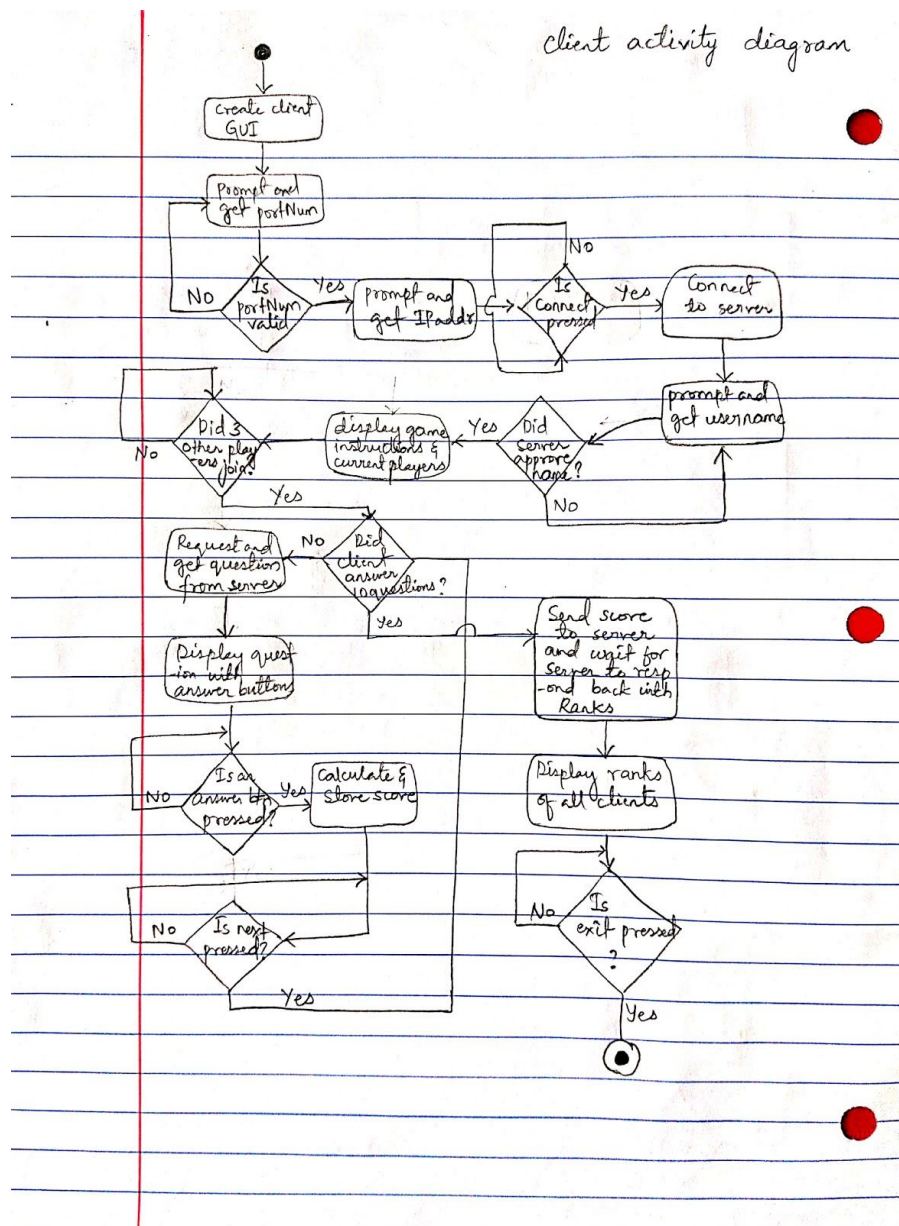 client activity diagram
create client
GUI
Prompt and
get portNum
Is
portNum
valid
No
Yes
prompt and
get IPaddr
No
Is
Connect
pressed
Yes
Connect
to server
prompt and
get username
Did
server
approve
name?
No
Yes
display game
instructions &
current players
Did 3
other play
-ers join?
No
Yes
Did
client
answer
10 questions?
No
Yes
Request and
get question
from server
Display quest
-ion with
answer buttons
Is an
answer btn
pressed?
No
Yes
Calculate &
store score
Is next
pressed?
No
Yes
Send score
to server
and wait for
server to resp
-ond back with
Ranks
Display ranks
of all clients
Is
exit pressed
?
No
Yes